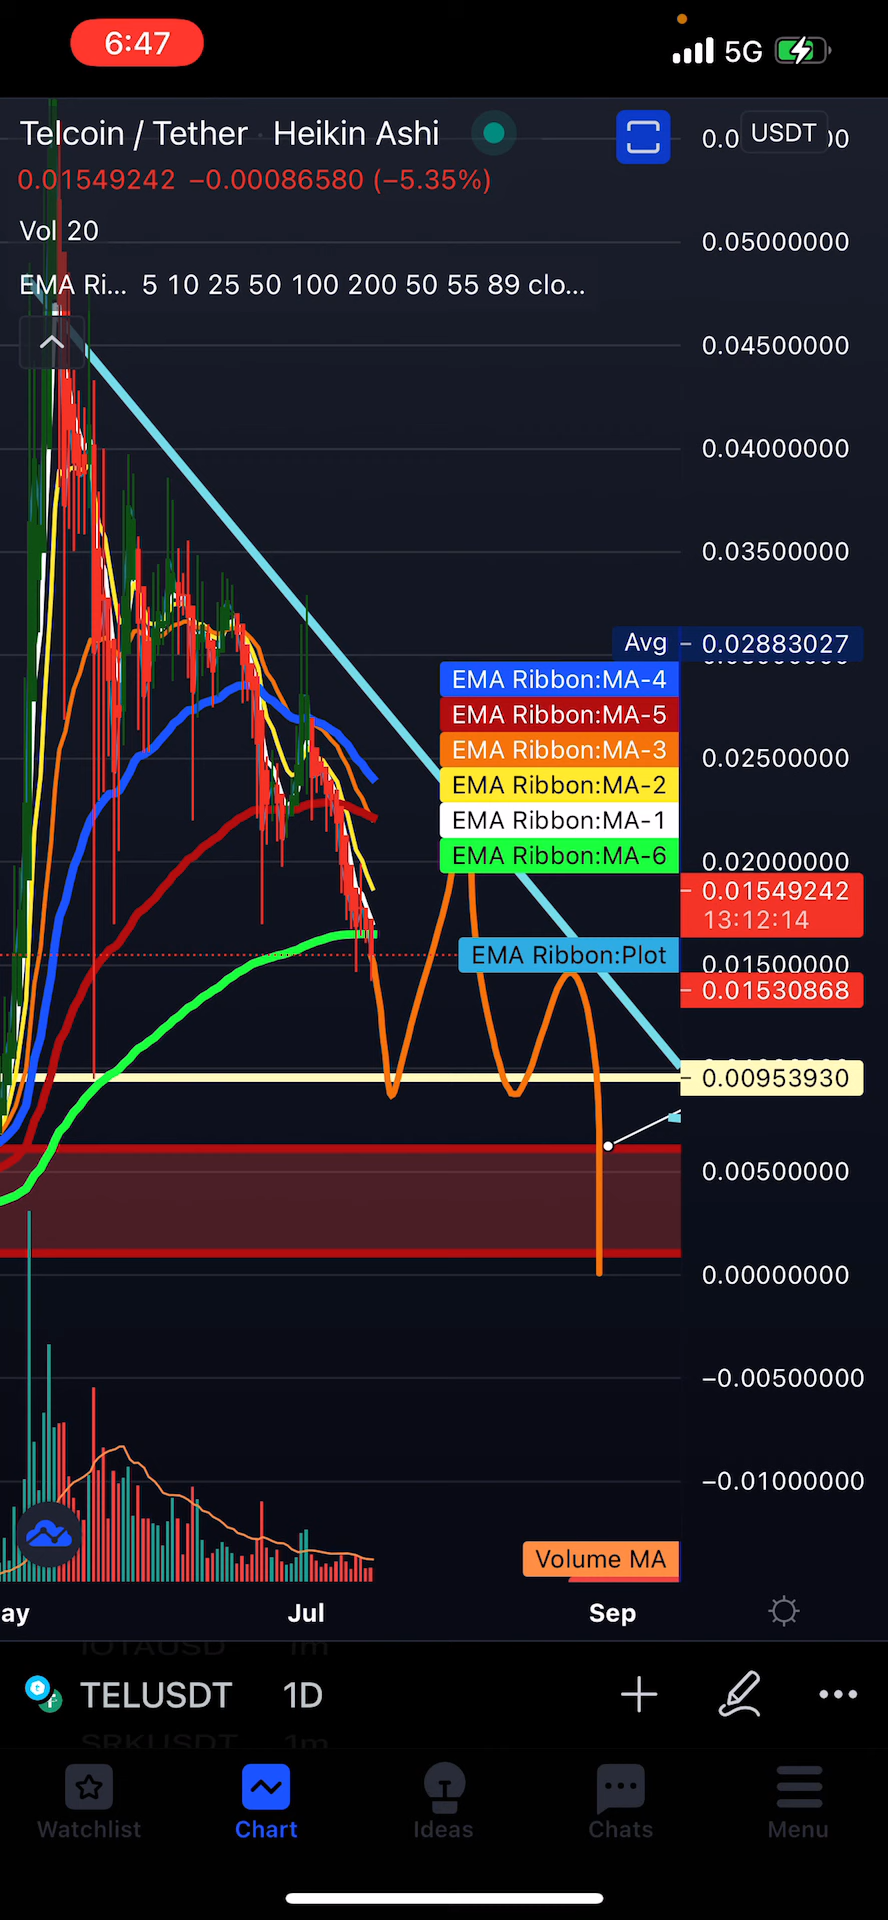 6:47
5G
Telcoin / Tether · Heikin Ashi
USDT
0.01549242 −0.00086580 (−5.35%)
Vol 20
0.05000000
EMA Ri... 5 10 25 50 100 200 50 55 89 clo...
0.04500000
0.04000000
0.03500000
Avg
0.02883027
EMA Ribbon:MA-4
EMA Ribbon:MA-5
EMA Ribbon:MA-3
0.02500000
EMA Ribbon:MA-2
EMA Ribbon:MA-1
EMA Ribbon:MA-6
0.02000000
0.01549242
13:12:14
EMA Ribbon:Plot
0.01500000
0.01530868
0.00953930
0.00500000
0.00000000
−0.00500000
−0.01000000
Volume MA
ay
Jul
Sep
IOTAUSD 1m
TELUSDT 1D
SRKUSDT 1m
Watchlist
Chart
Ideas
Chats
Menu